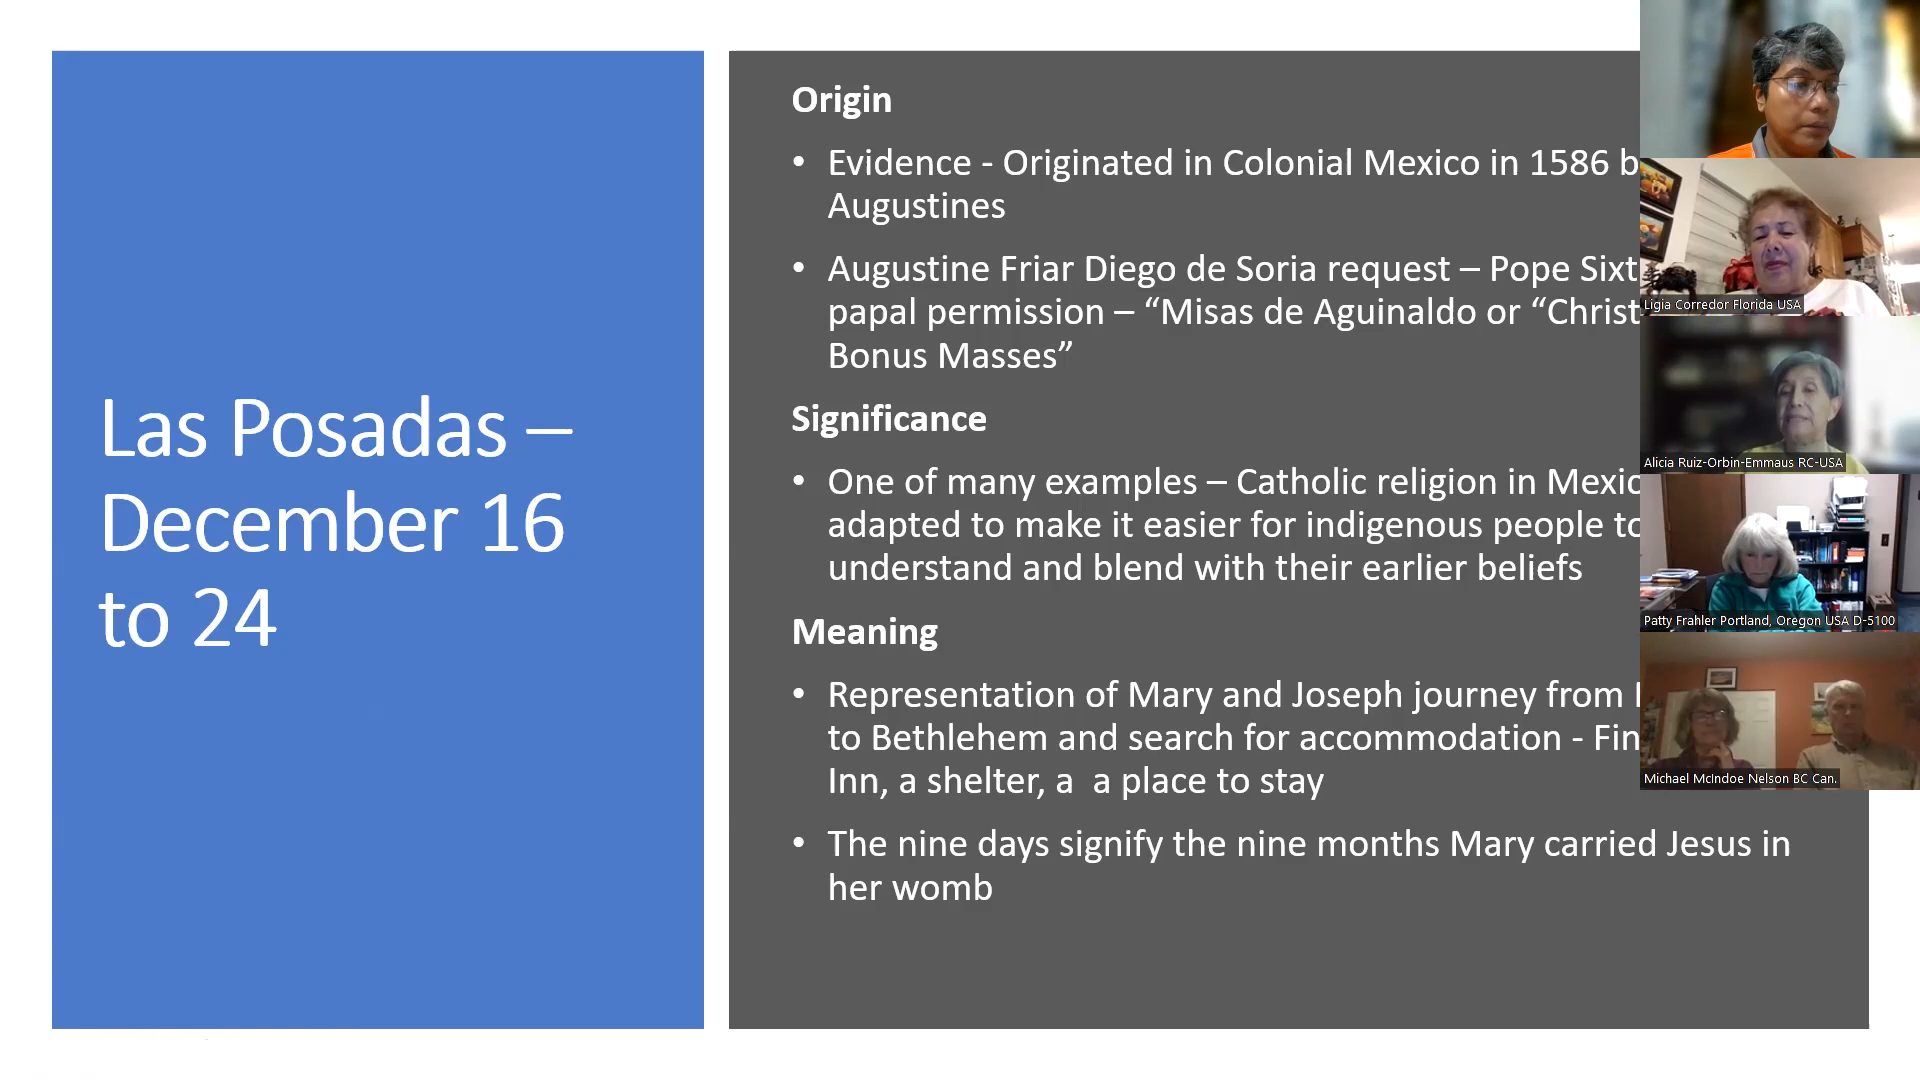 Las Posadas –
December 16
to 24
Origin
• Evidence - Originated in Colonial Mexico in 1586
Augustines
• Augustine Friar Diego de Soria request – Pope
papal permission – “Misas de Aguinaldo or
Bonus Masses”
Significance
• One of many examples – Catholic religion in
adapted to make it easier for indigenous people
understand and blend with their earlier beliefs
Meaning
• Representation of Mary and Joseph journey from
to Bethlehem and search for accommodation -
Inn, a shelter, a  a place to stay
• The nine days signify the nine months Mary carried Jesus in
her womb
Ligia Corredor Florida USA
Alicia Ruiz-Orbin-Emmaus RC-USA
Patty Frahler Portland, Oregon USA D-5100
Michael McIndoe Nelson BC Can.